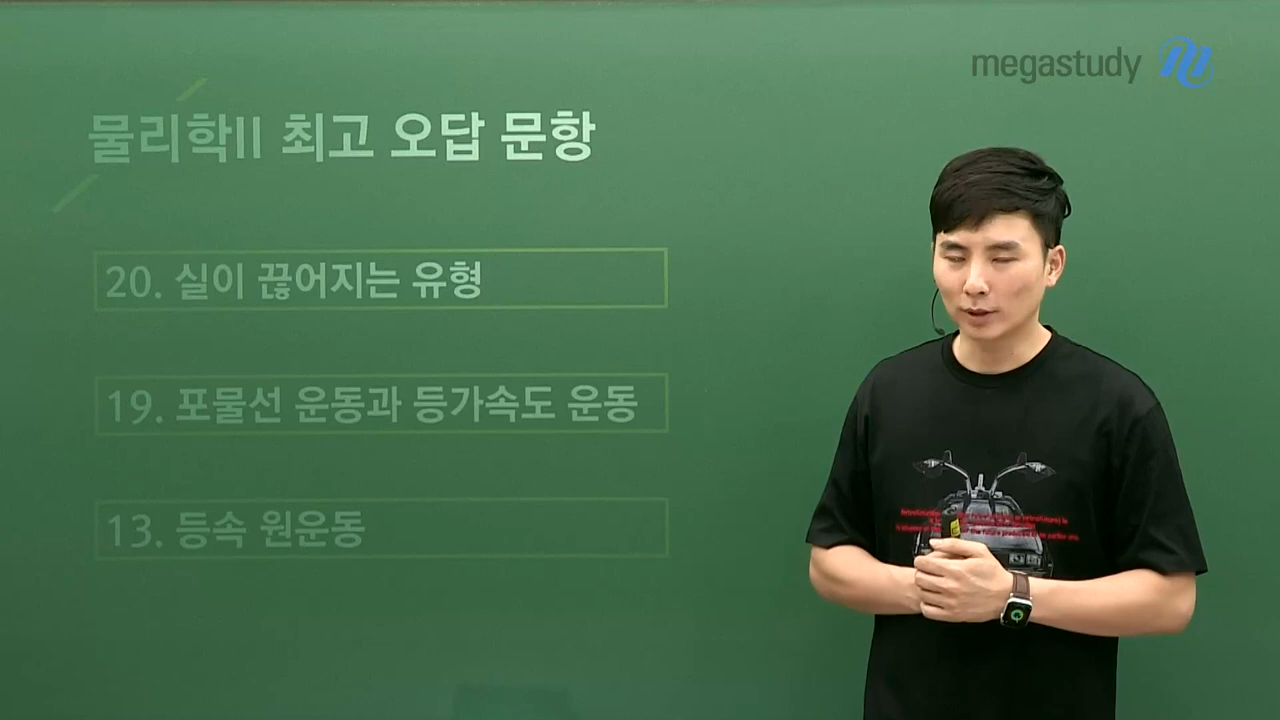 megastudy
물리학II 최고 오답 문항
20. 실이 끊어지는 유형
19. 포물선 운동과 등가속도 운동
13. 등속 원운동